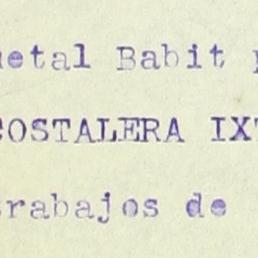 metal Babit p
COSTALERA IXT
trabajos de